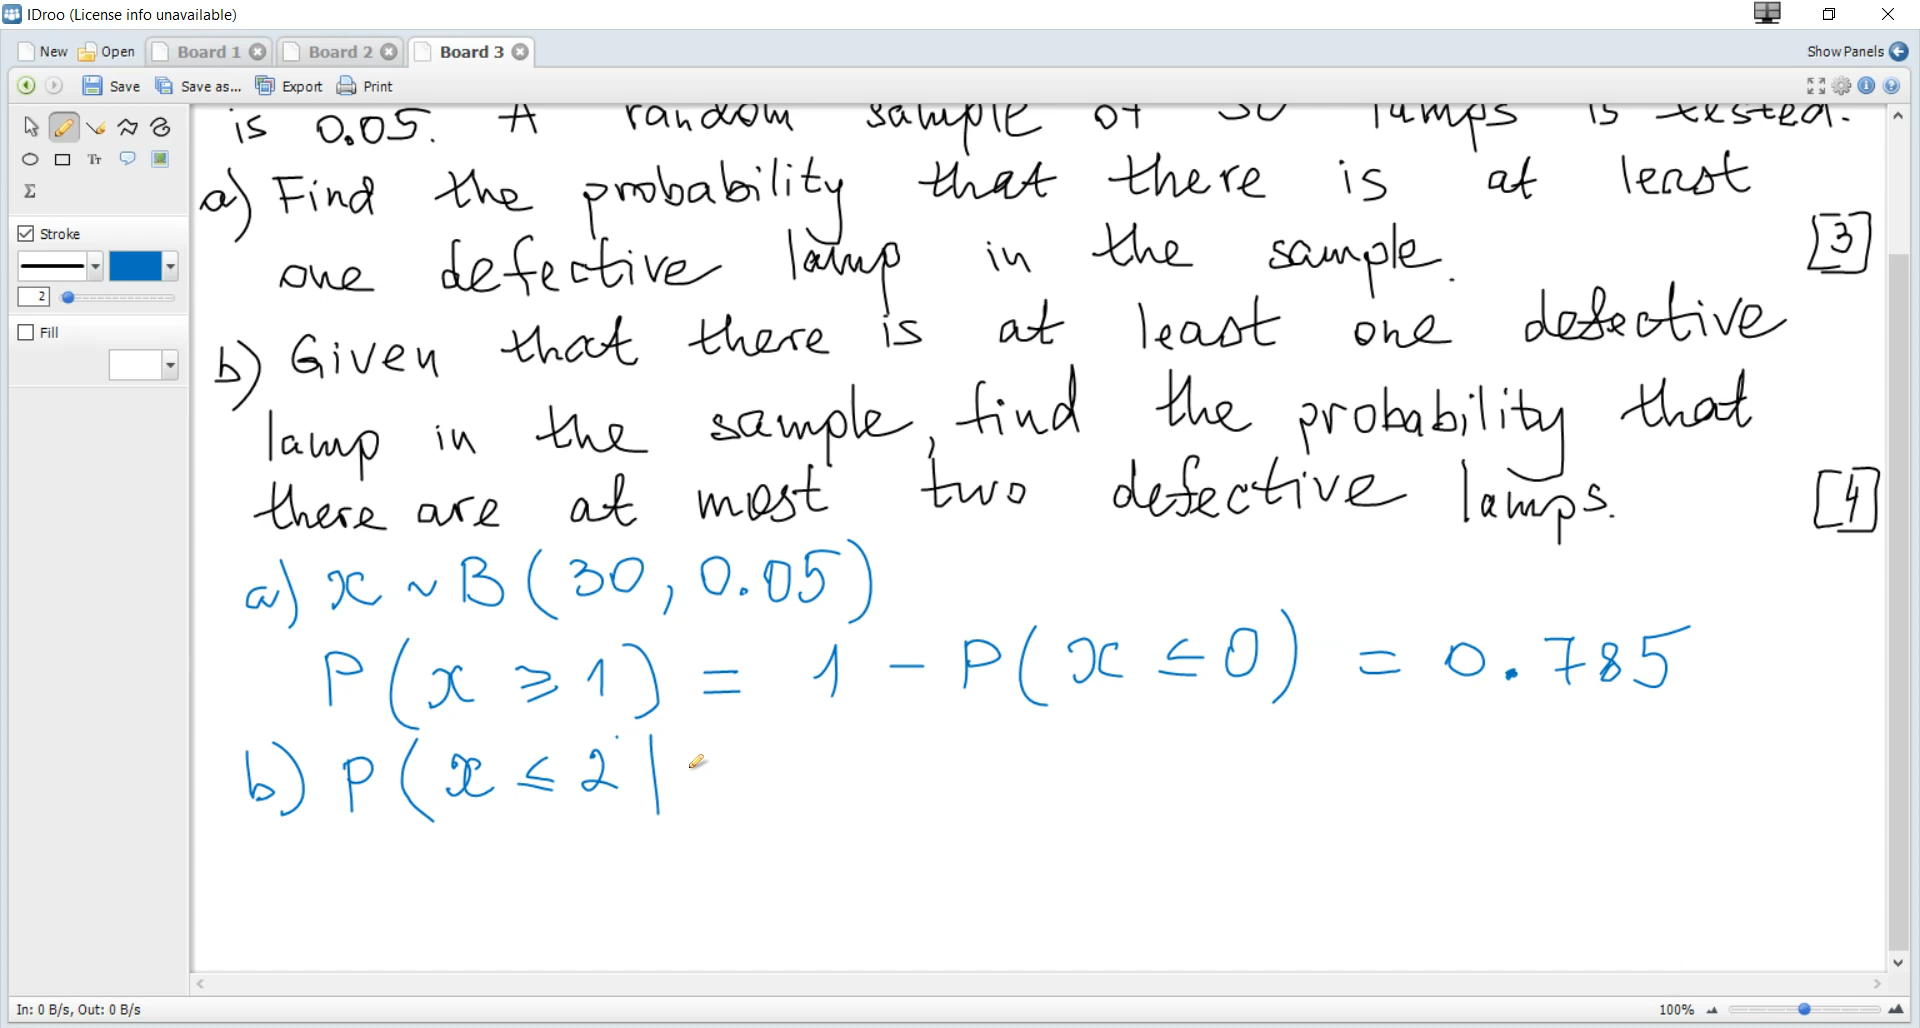 IDroo (License info unavailable)
New Open Board 1 Board 2 Board 3 Show Panels
Save Save as... Export Print
is 0.05. A random sample of 30 lamps is tested.
Tt
Σ
a) Find the probability that there is at least
one defective lamp in the sample. [3]
Stroke
2
Fill
b) Given that there is at least one defective
lamp in the sample, find the probability that
there are at most two defective lamps. [4]
a) x ~ B(30, 0.05)
P(x ≥ 1) = 1 - P(x ≤ 0) = 0.785
b) P(x ≤ 2 |
In: 0 B/s, Out: 0 B/s 100%